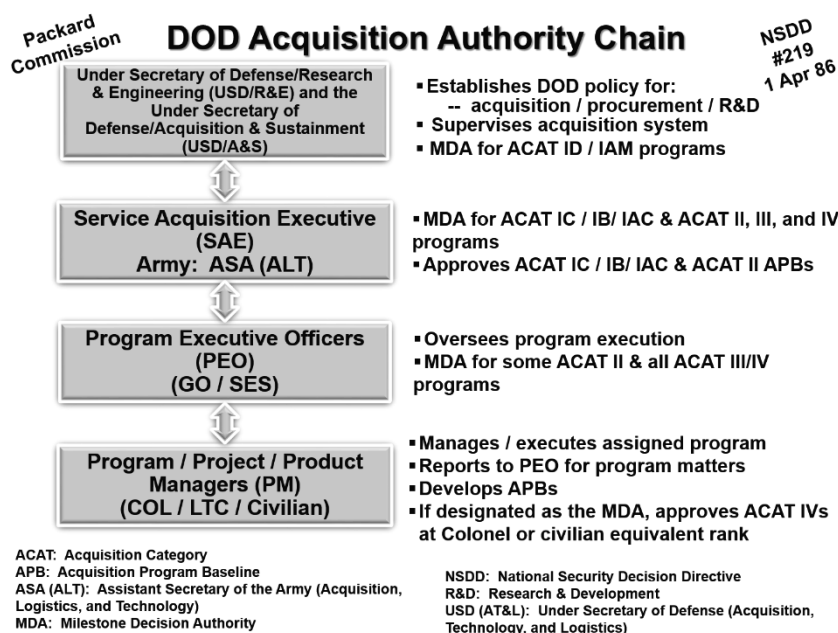 Packard
Commission
DOD Acquisition Authority Chain
NSDD
#219
1 Apr 86
Under Secretary of Defense/Research
& Engineering (USD/R&E) and the
Under Secretary of
Defense/Acquisition & Sustainment
(USD/A&S)
▪ Establishes DOD policy for:
-- acquisition / procurement / R&D
▪ Supervises acquisition system
▪ MDA for ACAT ID / IAM programs
Service Acquisition Executive
(SAE)
Army: ASA (ALT)
▪ MDA for ACAT IC / IB/ IAC & ACAT II, III, and IV
programs
▪ Approves ACAT IC / IB/ IAC & ACAT II APBs
Program Executive Officers
(PEO)
(GO / SES)
▪ Oversees program execution
▪ MDA for some ACAT II & all ACAT III/IV
programs
Program / Project / Product
Managers (PM)
(COL / LTC / Civilian)
▪ Manages / executes assigned program
▪ Reports to PEO for program matters
▪ Develops APBs
▪ If designated as the MDA, approves ACAT IVs
at Colonel or civilian equivalent rank
ACAT: Acquisition Category
APB: Acquisition Program Baseline
ASA (ALT): Assistant Secretary of the Army (Acquisition,
Logistics, and Technology)
MDA: Milestone Decision Authority
NSDD: National Security Decision Directive
R&D: Research & Development
USD (AT&L): Under Secretary of Defense (Acquisition,
Technology, and Logistics)